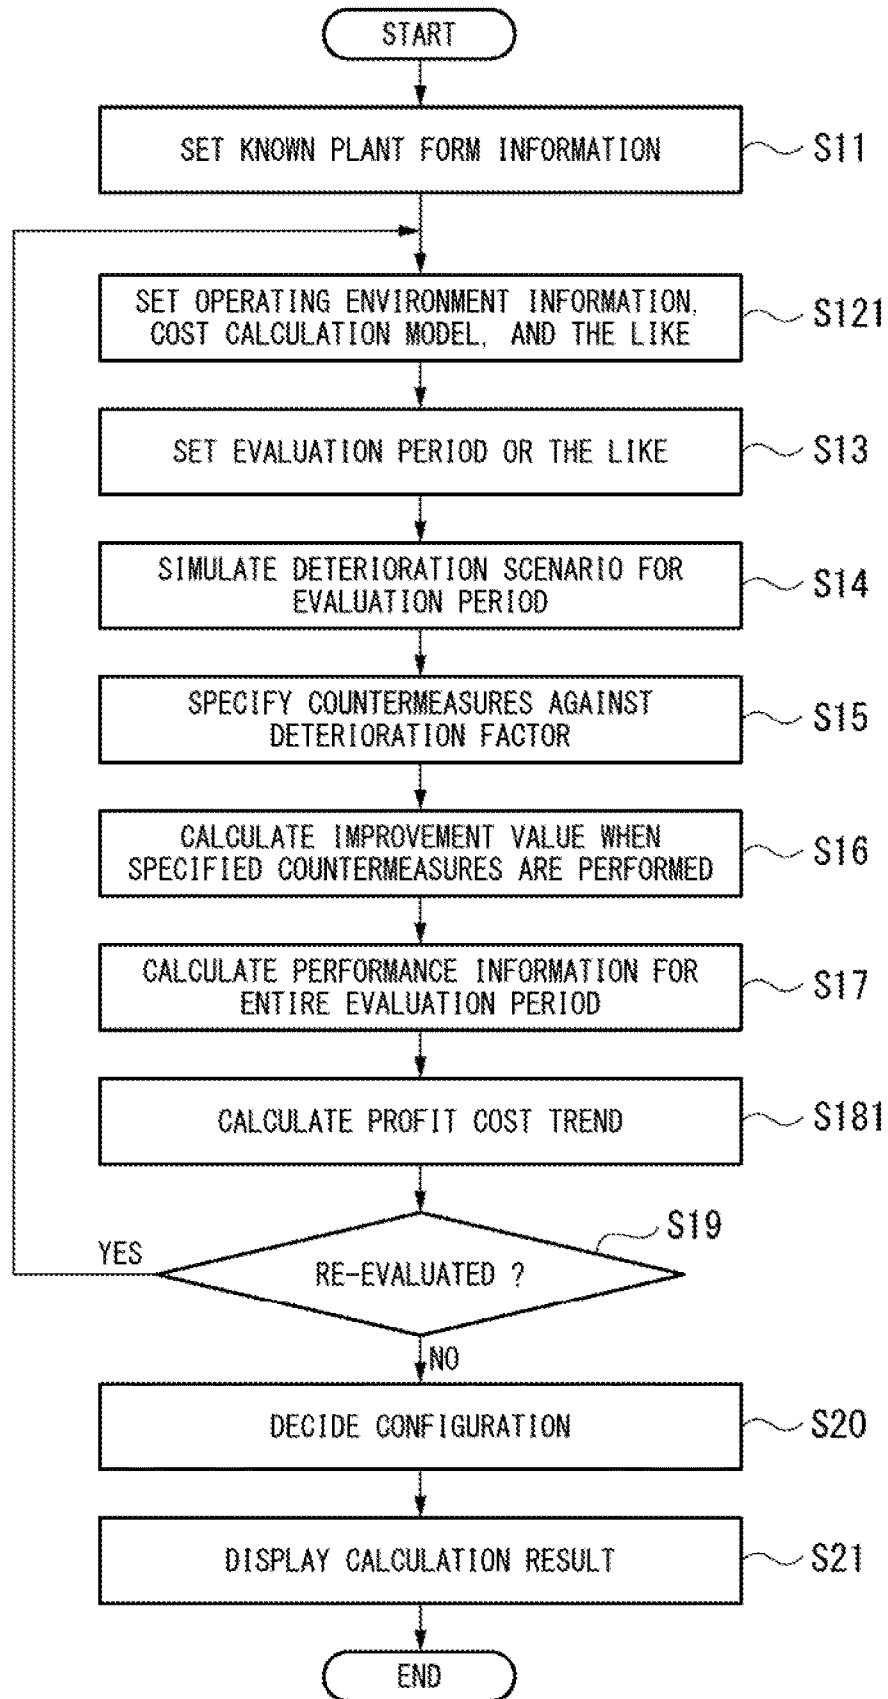 START
SET KNOWN PLANT FORM INFORMATION
S11
SET OPERATING ENVIRONMENT INFORMATION,
COST CALCULATION MODEL, AND THE LIKE
S121
SET EVALUATION PERIOD OR THE LIKE
S13
SIMULATE DETERIORATION SCENARIO FOR
EVALUATION PERIOD
S14
SPECIFY COUNTERMEASURES AGAINST
DETERIORATION FACTOR
S15
CALCULATE IMPROVEMENT VALUE WHEN
SPECIFIED COUNTERMEASURES ARE PERFORMED
S16
CALCULATE PERFORMANCE INFORMATION FOR
ENTIRE EVALUATION PERIOD
S17
CALCULATE PROFIT COST TREND
S181
S19
YES
RE-EVALUATED ?
NO
DECIDE CONFIGURATION
S20
DISPLAY CALCULATION RESULT
S21
END